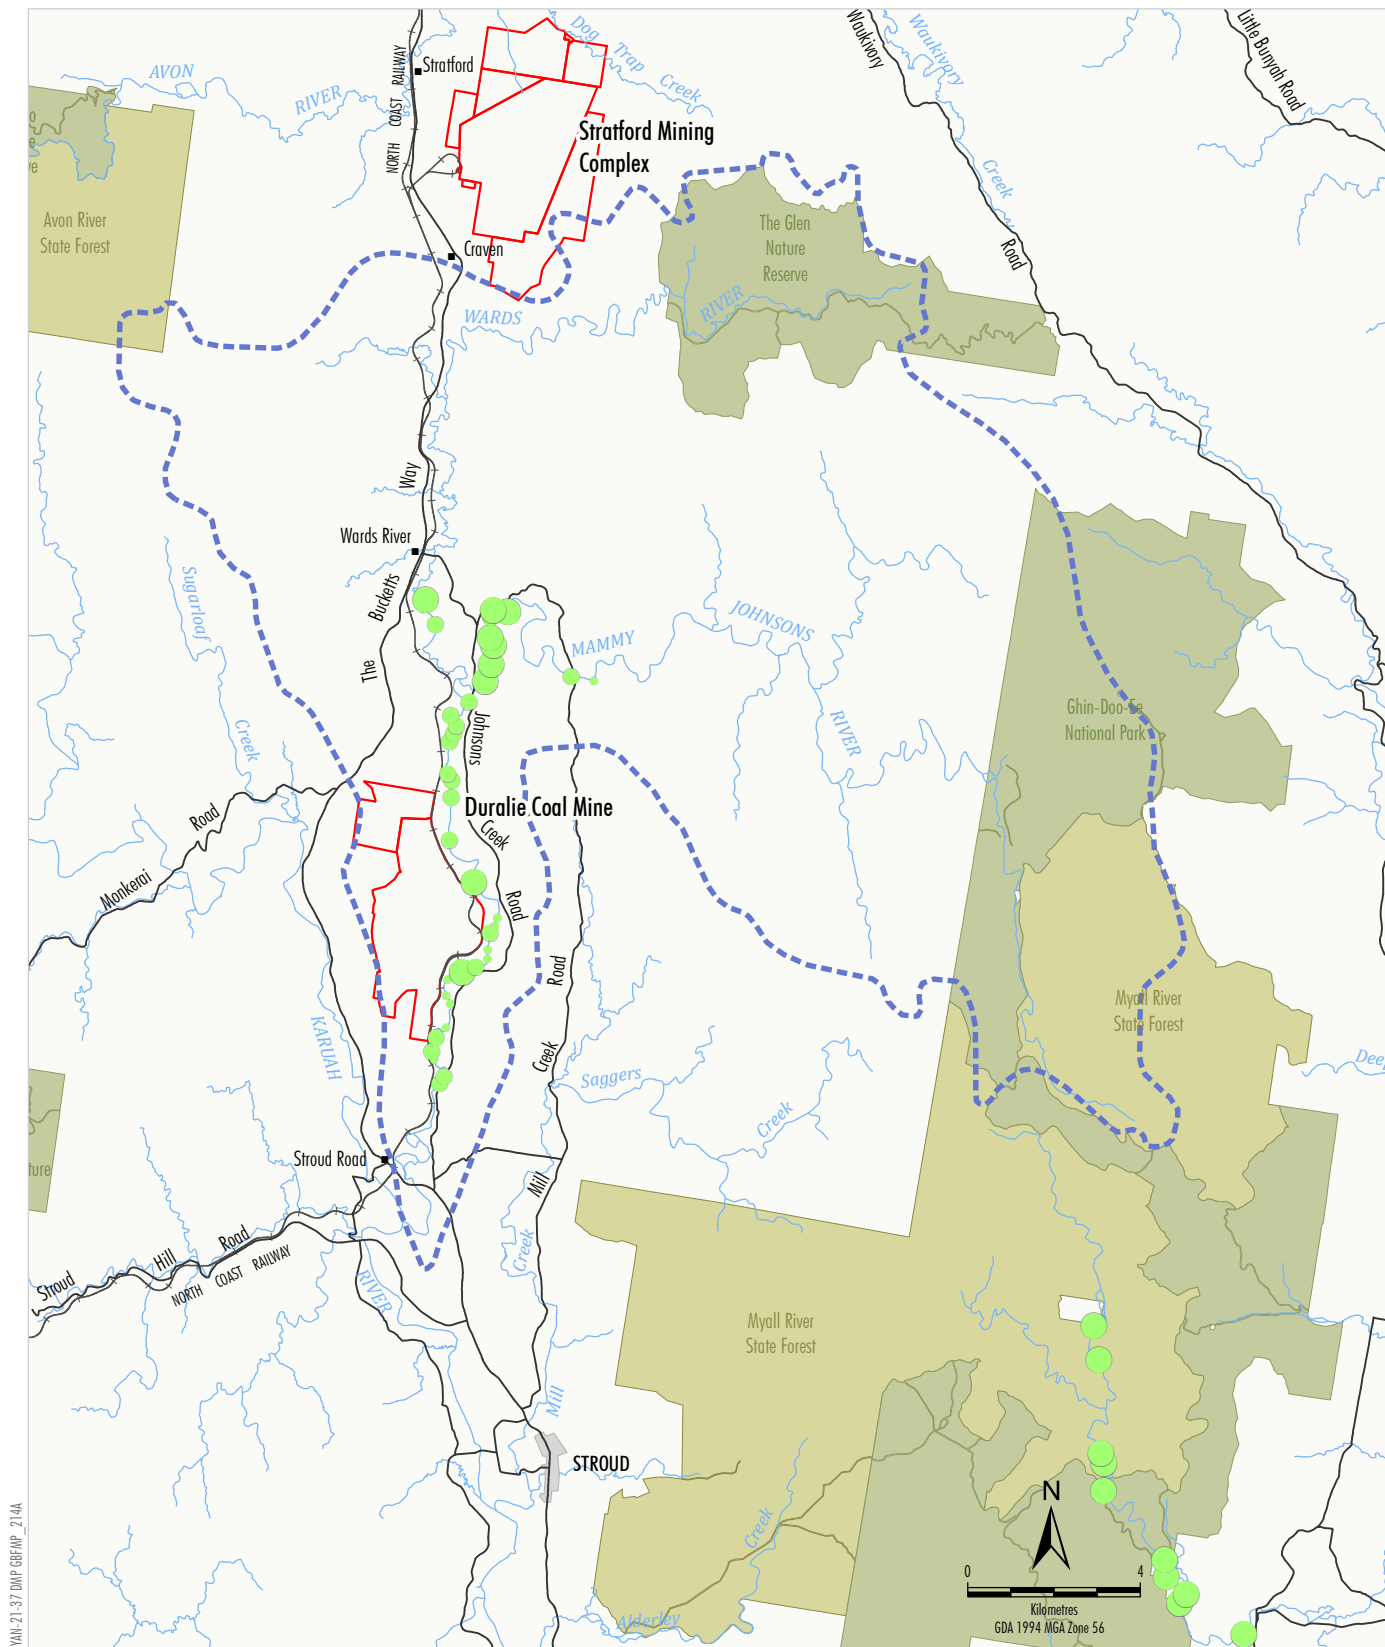 Dog Trap Creek
Waukivory
Waukivory
Creek
Road
Little Bunyah Road
AVON
RIVER
NORTH COAST RAILWAY
Stratford
Stratford Mining
Complex
Avon River
State Forest
Craven
The Glen
Nature
Reserve
WARDS
RIVER
Way
Wards River
Bucketts
The
Sugarloaf
Creek
JOHNSONS
MAMMY
RIVER
Johnsons
Creek
Road
Ghin-Doo-Ee
National Park
Duralie Coal Mine
Monkerai
Road
Road
Creek
Mill
Myall River
State Forest
KARUAH
Saggers
Creek
Deep
ture
Stroud Road
Stroud
Hill
Road
NORTH COAST RAILWAY
RIVER
Creek
Mill
Myall River
State Forest
STROUD
Creek
Alderley
N
0
4
Kilometres
GDA 1994 MGA Zone 56
YAN-21-37 DMP GBFMP_214A